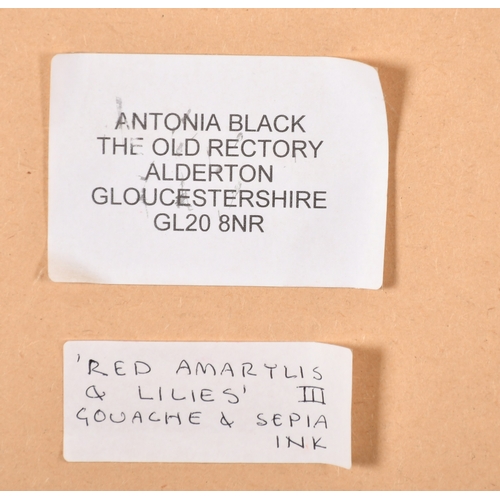 ANTONIA BLACK
THE OLD RECTORY
ALDERTON
GLOUCESTERSHIRE
GL20 8NR
'RED AMARYLIS
& LILIES' III
GOUACHE & SEPIA
INK